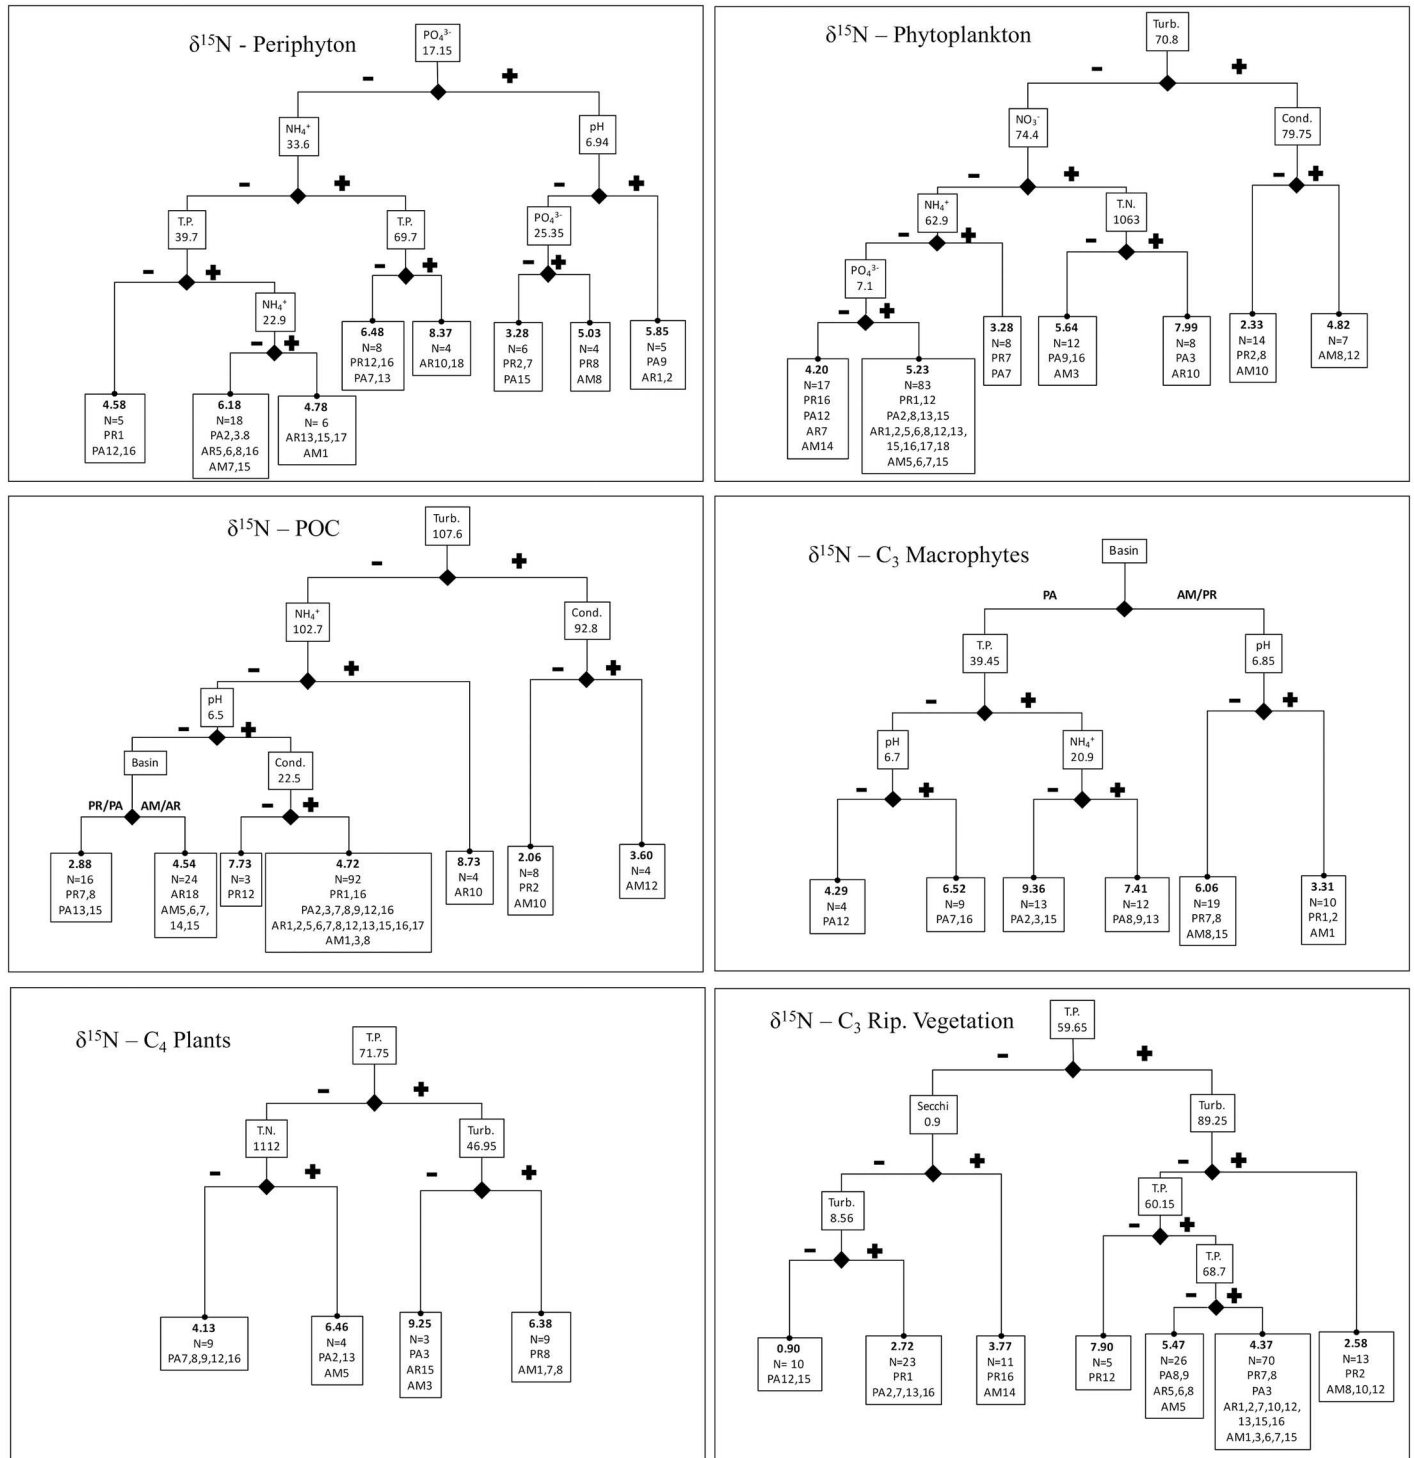 δ¹⁵N - Periphyton
PO₄³⁻
17.15
- +
NH₄⁺
33.6
pH
6.94
- +
- +
T.P.
39.7
T.P.
69.7
PO₄³⁻
25.35
- +
- +
- +
NH₄⁺
22.9
- +
6.48
N=8
PR12,16
PA7,13
8.37
N=4
AR10,18
3.28
N=6
PR2,7
PA15
5.03
N=4
PR8
AM8
5.85
N=5
PA9
AR1,2
4.58
N=5
PR1
PA12,16
6.18
N=18
PA2,3.8
AR5,6,8,16
AM7,15
4.78
N= 6
AR13,15,17
AM1
δ¹⁵N – Phytoplankton
Turb.
70.8
- +
NO₃⁻
74.4
Cond.
79.75
- +
- +
NH₄⁺
62.9
T.N.
1063
- +
- +
PO₄³⁻
7.1
- +
4.20
N=17
PR16
PA12
AR7
AM14
5.23
N=83
PR1,12
PA2,8,13,15
AR1,2,5,6,8,12,13,
15,16,17,18
AM5,6,7,15
3.28
N=8
PR7
PA7
5.64
N=12
PA9,16
AM3
7.99
N=8
PA3
AR10
2.33
N=14
PR2,8
AM10
4.82
N=7
AM8,12
δ¹⁵N – POC
Turb.
107.6
- +
NH₄⁺
102.7
Cond.
92.8
- +
- +
pH
6.5
- +
Basin
Cond.
22.5
PR/PA AM/AR
- +
2.88
N=16
PR7,8
PA13,15
4.54
N=24
AR18
AM5,6,7,
14,15
7.73
N=3
PR12
4.72
N=92
PR1,16
PA2,3,7,8,9,12,16
AR1,2,5,6,7,8,12,13,15,16,17
AM1,3,8
8.73
N=4
AR10
2.06
N=8
PR2
AM10
3.60
N=4
AM12
δ¹⁵N – C₃ Macrophytes
Basin
PA AM/PR
T.P.
39.45
pH
6.85
- +
- +
pH
6.7
NH₄⁺
20.9
- +
- +
4.29
N=4
PA12
6.52
N=9
PA7,16
9.36
N=13
PA2,3,15
7.41
N=12
PA8,9,13
6.06
N=19
PR7,8
AM8,15
3.31
N=10
PR1,2
AM1
δ¹⁵N – C₄ Plants
T.P.
71.75
- +
T.N.
1112
Turb.
46.95
- +
- +
4.13
N=9
PA7,8,9,12,16
6.46
N=4
PA2,13
AM5
9.25
N=3
PA3
AR15
AM3
6.38
N=9
PR8
AM1,7,8
δ¹⁵N – C₃ Rip. Vegetation
T.P.
59.65
- +
Secchi
0.9
Turb.
89.25
- +
- +
Turb.
8.56
T.P.
60.15
- +
- +
T.P.
68.7
- +
0.90
N= 10
PA12,15
2.72
N=23
PR1
PA2,7,13,16
3.77
N=11
PR16
AM14
7.90
N=5
PR12
5.47
N=26
PA8,9
AR5,6,8
AM5
4.37
N=70
PR7,8
PA3
AR1,2,7,10,12,
13,15,16
AM1,3,6,7,15
2.58
N=13
PR2
AM8,10,12